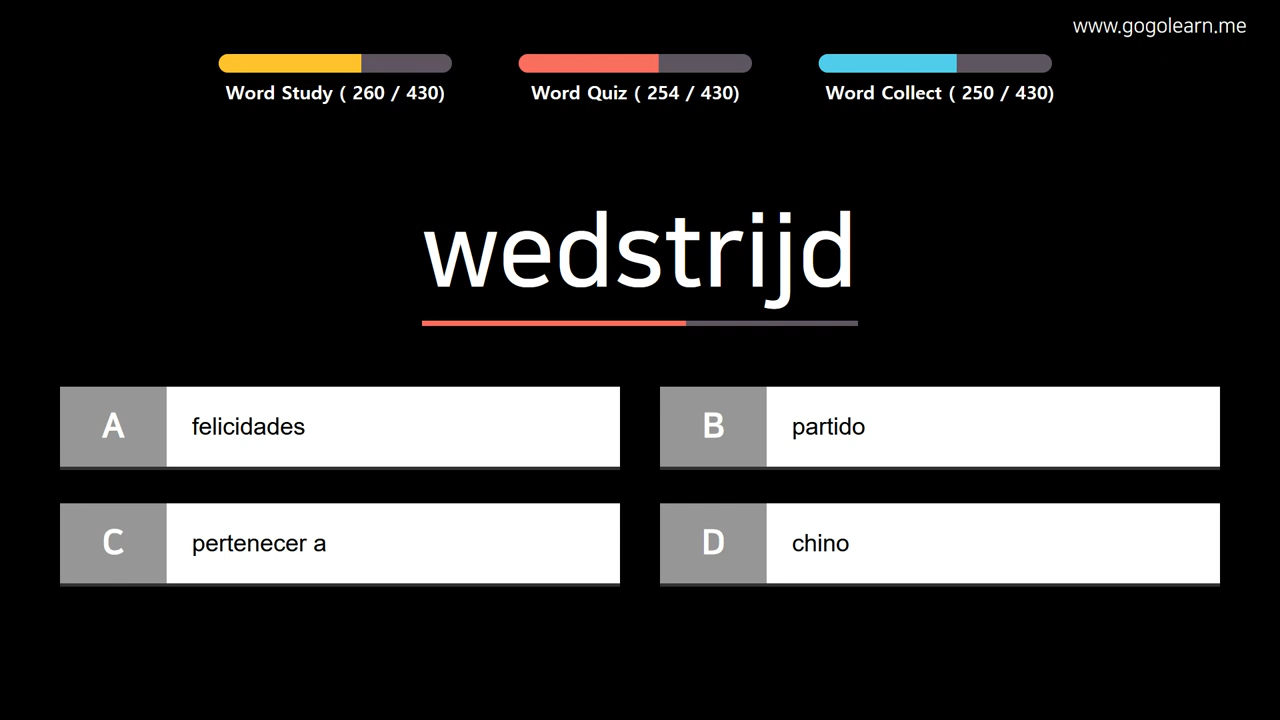 www.gogolearn.me
Word Study ( 260 / 430)
Word Quiz ( 254 / 430)
Word Collect ( 250 / 430)
wedstrijd
A felicidades
B partido
C pertenecer a
D chino